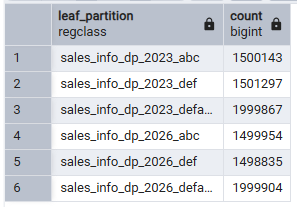 leaf_partition count
regclass bigint
1 sales_info_dp_2023_abc 1500143
2 sales_info_dp_2023_def 1501297
3 sales_info_dp_2023_defa... 1999867
4 sales_info_dp_2026_abc 1499954
5 sales_info_dp_2026_def 1498835
6 sales_info_dp_2026_defa... 1999904